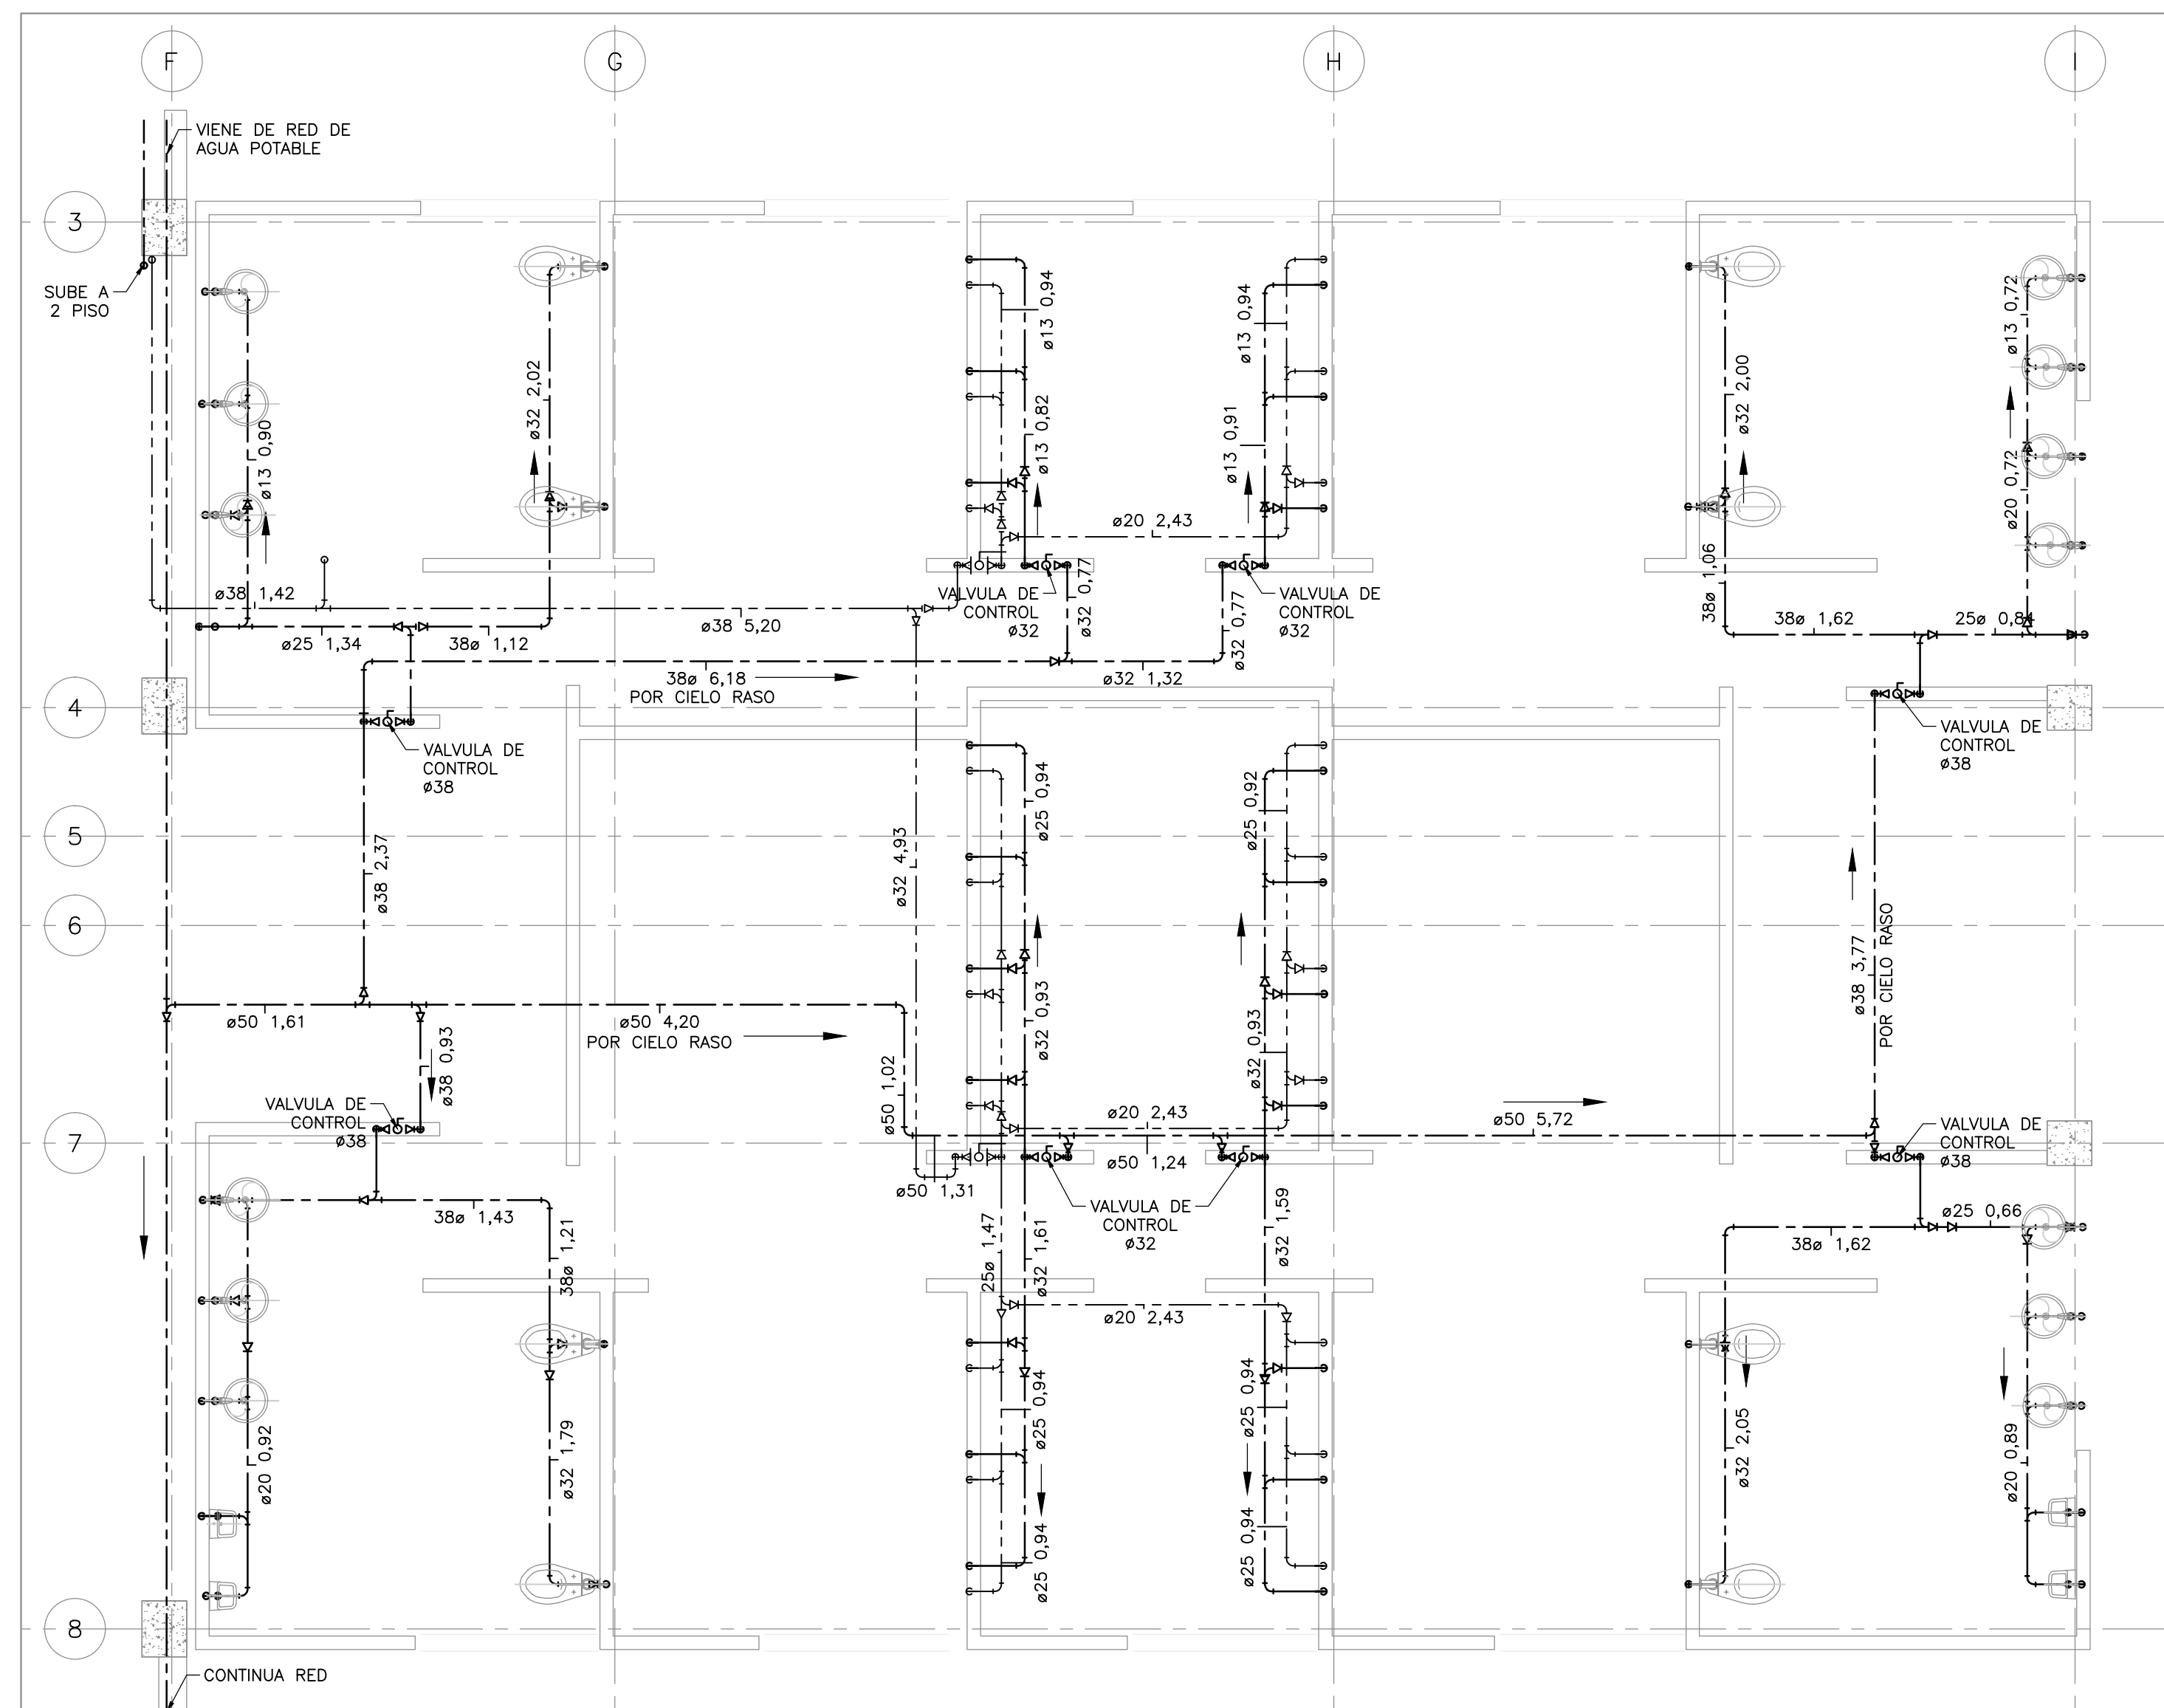 F
G
H
I
VIENE DE RED DE
AGUA POTABLE
3
SUBE A
2 PISO
ø13 0,90
ø32 2,02
ø13 0,94
ø13 0,82
ø13 0,94
ø13 0,91
ø32 2,00
ø13 0,72
ø20 0,72
ø20 2,43
ø38 1,42
ø25 1,34
38ø 1,12
ø38 5,20
VALVULA DE
CONTROL
ø32
ø32 0,77
ø32 0,77
VALVULA DE
CONTROL
ø32
38ø 1,06
38ø 1,62
25ø 0,84
38ø 6,18
POR CIELO RASO
ø32 1,32
4
VALVULA DE
CONTROL
ø38
VALVULA DE
CONTROL
ø38
5
ø38 2,37
ø32 4,93
ø25 0,94
ø25 0,92
6
ø38 3,77
POR CIELO RASO
ø50 1,61
ø50 4,20
POR CIELO RASO
ø38 0,93
ø50 1,02
ø32 0,93
ø32 0,93
VALVULA DE
CONTROL
ø38
7
ø20 2,43
ø50 5,72
VALVULA DE
CONTROL
ø38
ø50 1,31
ø50 1,24
VALVULA DE
CONTROL
ø32
38ø 1,43
38ø 1,21
25ø 1,47
ø32 1,61
ø32 1,59
ø25 0,66
38ø 1,62
ø20 2,43
ø20 0,92
ø32 1,79
ø25 0,94
ø25 0,94
ø25 0,94
ø25 0,94
ø32 2,05
ø20 0,89
8
CONTINUA RED